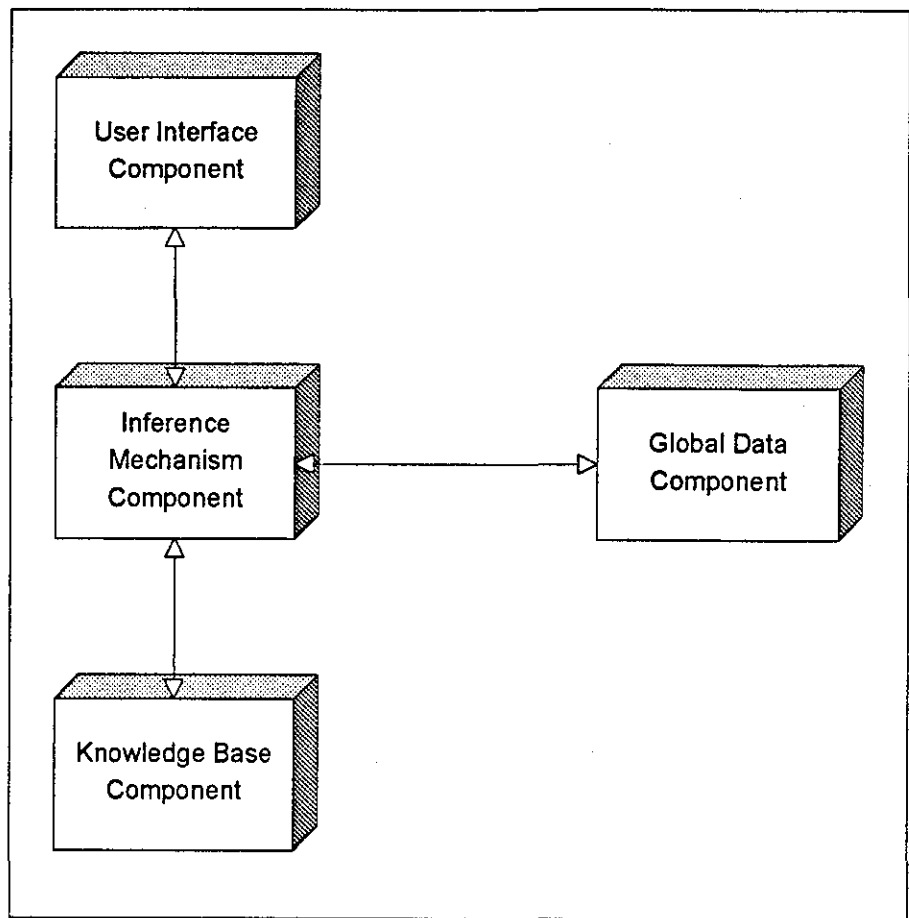 User Interface
Component
Inference
Mechanism
Component
Global Data
Component
Knowledge Base
Component